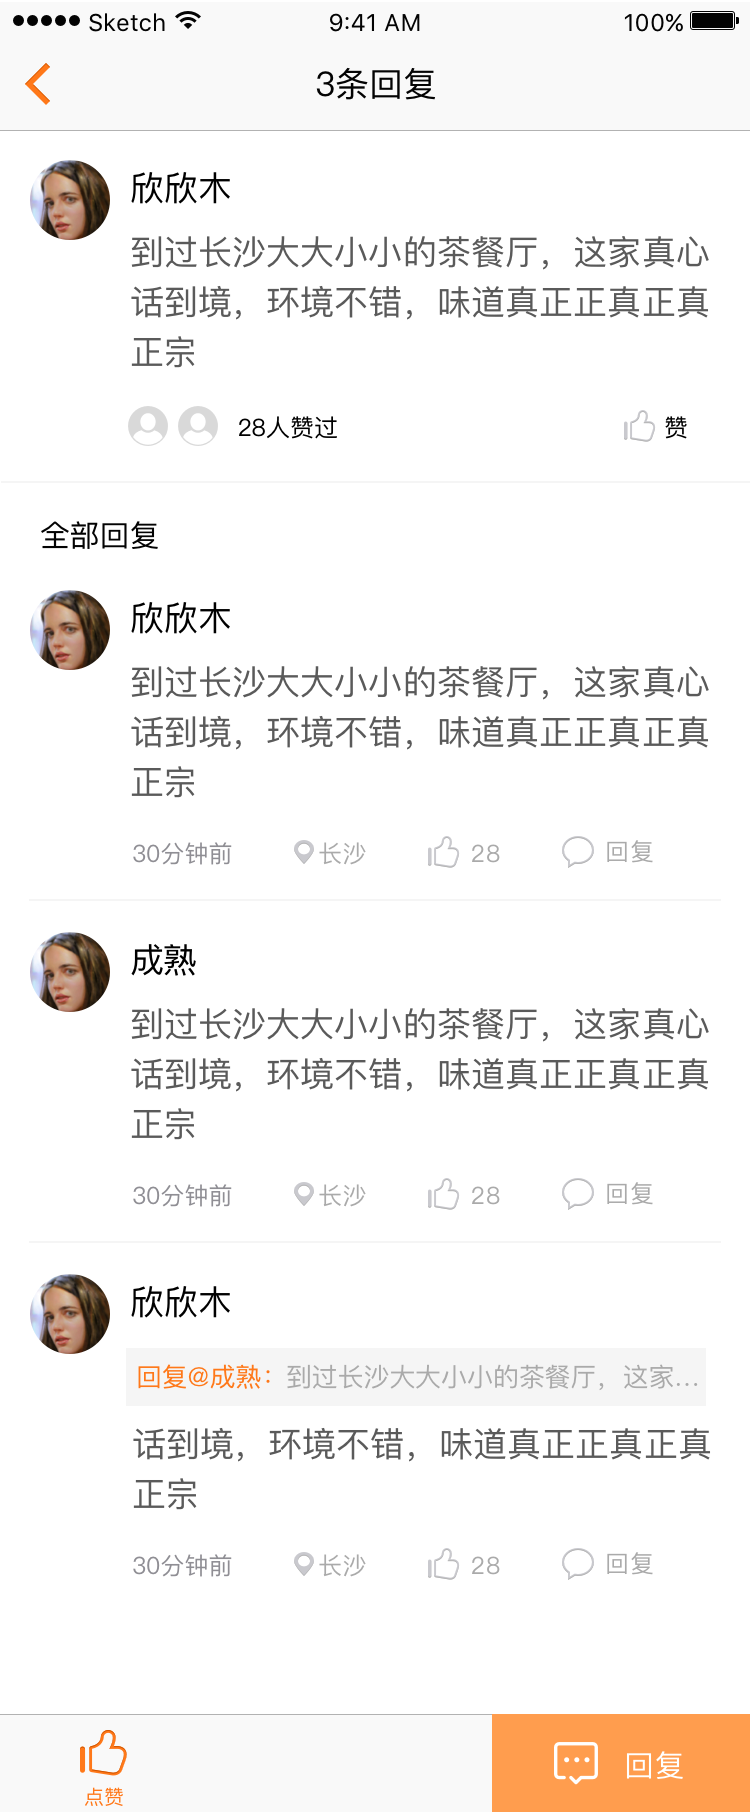 Sketch 9:41 AM 100%
3条回复
欣欣木
到过长沙大大小小的茶餐厅，这家真心
话到境，环境不错，味道真正正真正真
正宗
28人赞过 赞
全部回复
欣欣木
到过长沙大大小小的茶餐厅，这家真心
话到境，环境不错，味道真正正真正真
正宗
30分钟前 长沙 28 回复
成熟
到过长沙大大小小的茶餐厅，这家真心
话到境，环境不错，味道真正正真正真
正宗
30分钟前 长沙 28 回复
欣欣木
回复@成熟：到过长沙大大小小的茶餐厅，这家...
话到境，环境不错，味道真正正真正真
正宗
30分钟前 长沙 28 回复
点赞 回复